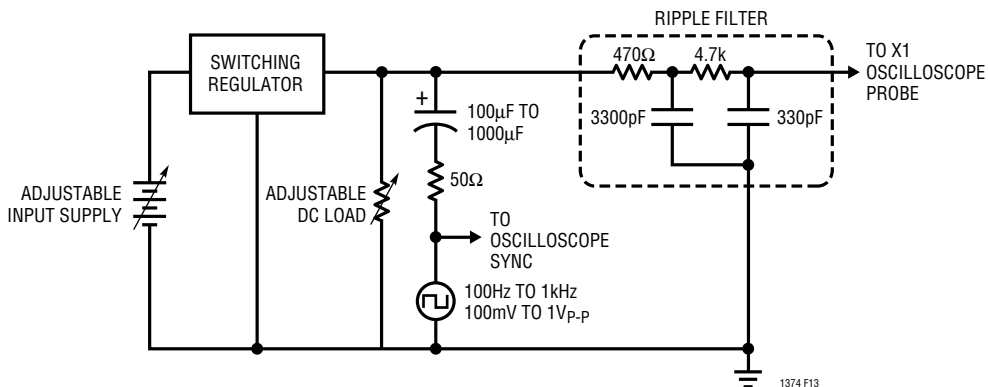 RIPPLE FILTER
SWITCHING
REGULATOR
470Ω
4.7k
TO X1
OSCILLOSCOPE
PROBE
+
100µF TO
1000µF
3300pF
330pF
ADJUSTABLE
INPUT SUPPLY
ADJUSTABLE
DC LOAD
50Ω
TO
OSCILLOSCOPE
SYNC
100Hz TO 1kHz
100mV TO 1VP-P
1374 F13